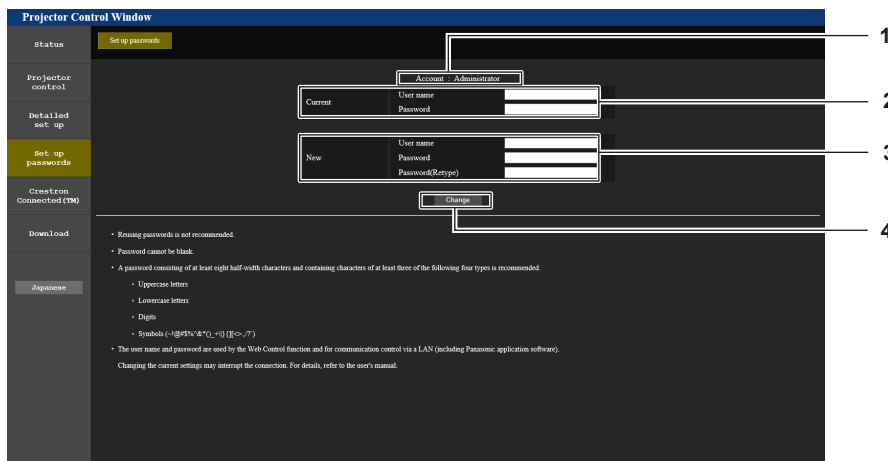 Projector Control Window
Status
Set up passwords
1
Projector
control
Account : Administrator
Current
User name
Password
2
Detailed
set up
Set up
passwords
New
User name
Password
Password(Retype)
3
Crestron
Connected(TM)
Change
4
Download
• Reusing passwords is not recommended.
• Password cannot be blank.
• A password consisting of at least eight half-width characters and containing characters of at least three of the following four types is recommended.
Japanese
• Uppercase letters
• Lowercase letters
• Digits
• Symbols (~!@#$%^&*()_+\|}{][<>.,/?`)
• The user name and password are used by the Web Control function and for communication control via a LAN (including Panasonic application software).
Changing the current settings may interrupt the connection. For details, refer to the user's manual.